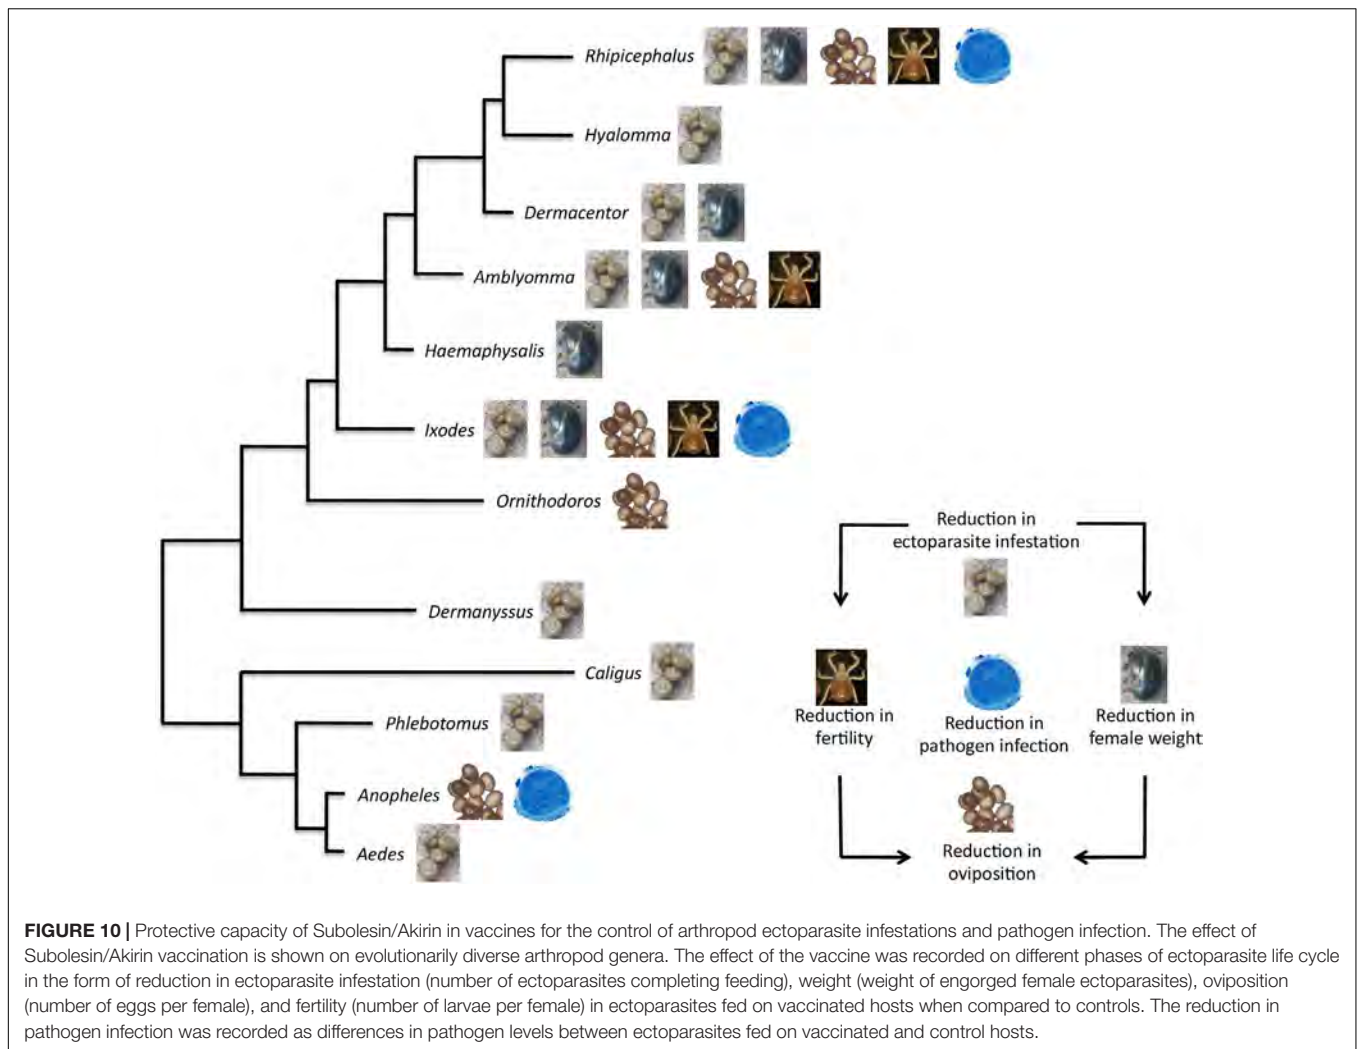 Rhipicephalus
Hyalomma
Dermacentor
Amblyomma
Haemaphysalis
Ixodes
Ornithodoros
Dermanyssus
Caligus
Phlebotomus
Anopheles
Aedes
Reduction in
ectoparasite infestation
Reduction in
fertility
Reduction in
pathogen infection
Reduction in
female weight
Reduction in
oviposition
FIGURE 10 | Protective capacity of Subolesin/Akirin in vaccines for the control of arthropod ectoparasite infestations and pathogen infection. The effect of
Subolesin/Akirin vaccination is shown on evolutionarily diverse arthropod genera. The effect of the vaccine was recorded on different phases of ectoparasite life cycle
in the form of reduction in ectoparasite infestation (number of ectoparasites completing feeding), weight (weight of engorged female ectoparasites), oviposition
(number of eggs per female), and fertility (number of larvae per female) in ectoparasites fed on vaccinated hosts when compared to controls. The reduction in
pathogen infection was recorded as differences in pathogen levels between ectoparasites fed on vaccinated and control hosts.